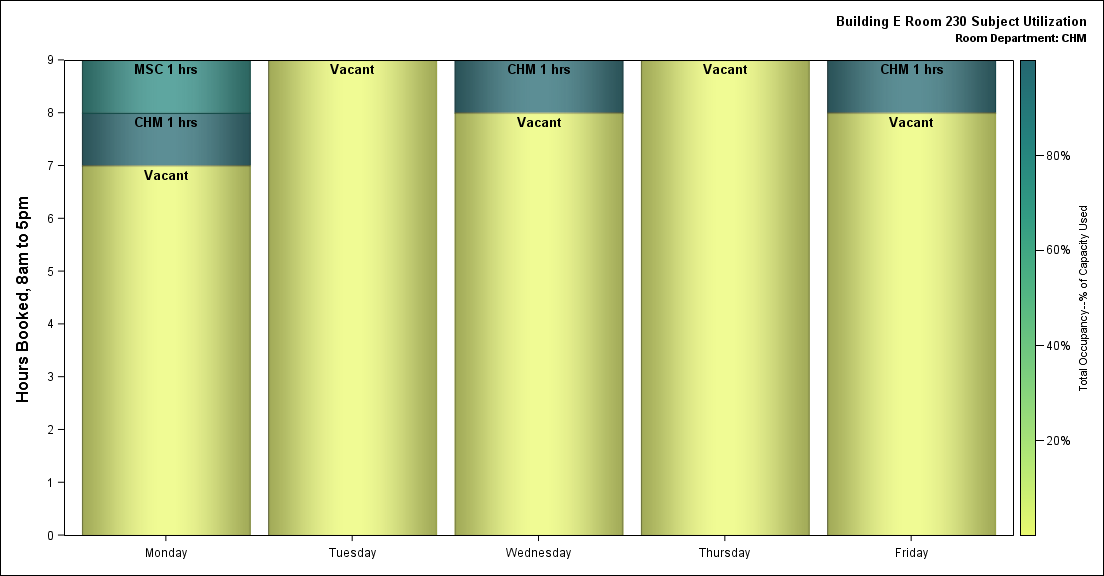 Building E Room 230 Subject Utilization
Room Department: CHM
Hours Booked, 8am to 5pm
9
8
7
6
5
4
3
2
1
0
MSC 1 hrs
CHM 1 hrs
Vacant
Vacant
CHM 1 hrs
Vacant
Vacant
CHM 1 hrs
Vacant
Monday
Tuesday
Wednesday
Thursday
Friday
80%
60%
40%
20%
Total Occupancy--% of Capacity Used